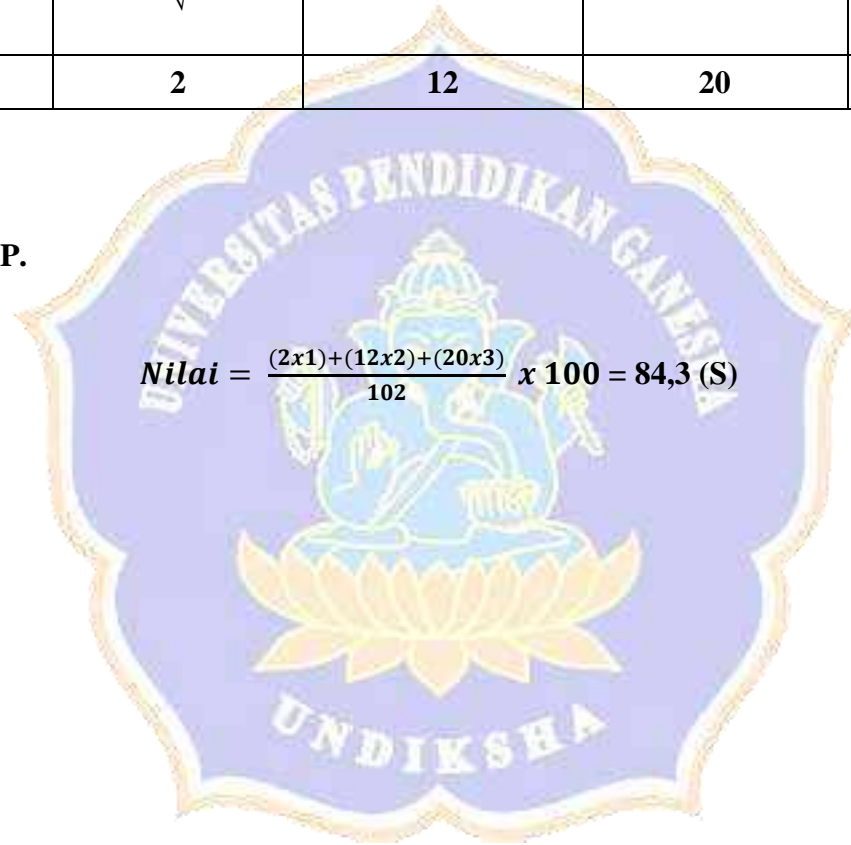 √
2 12 20
UNIVERSITAS PENDIDIKAN GANESHA
P.
Nilai = (2x1)+(12x2)+(20x3)/102 x 100 = 84,3 (S)
UNDIKSHA